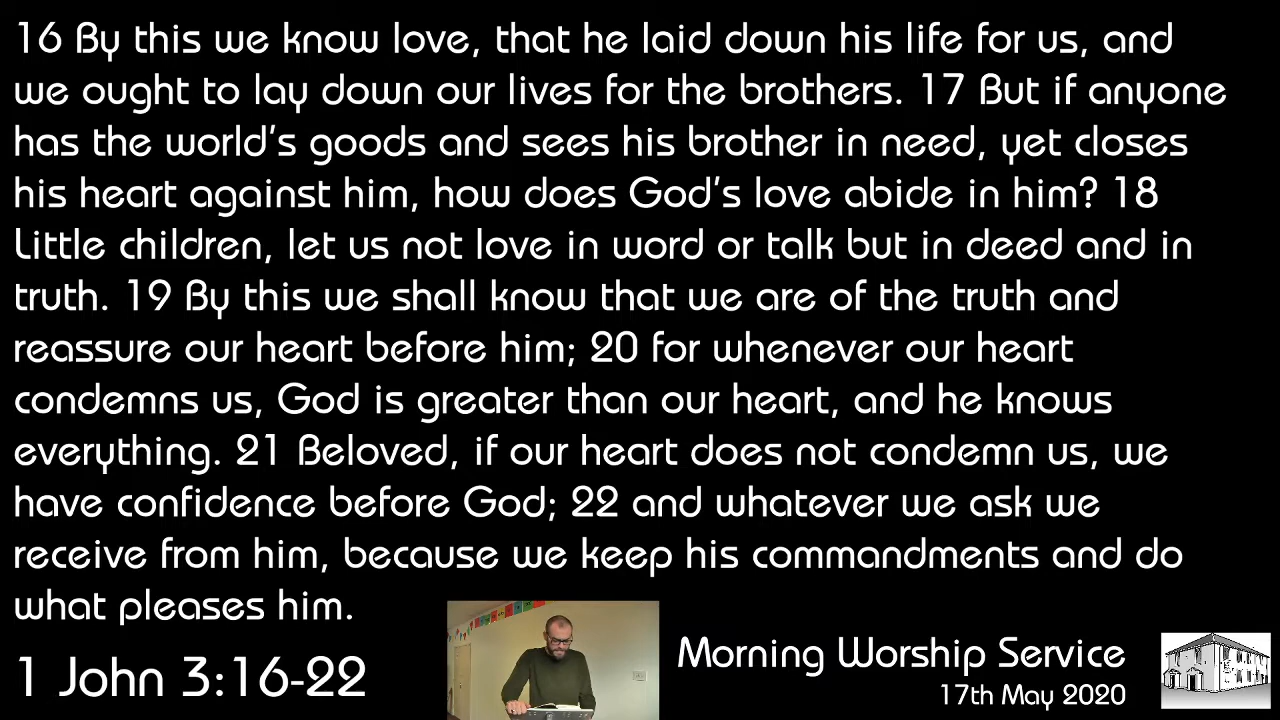 16 By this we know love, that he laid down his life for us, and
we ought to lay down our lives for the brothers. 17 But if anyone
has the world's goods and sees his brother in need, yet closes
his heart against him, how does God's love abide in him? 18
Little children, let us not love in word or talk but in deed and in
truth. 19 By this we shall know that we are of the truth and
reassure our heart before him; 20 for whenever our heart
condemns us, God is greater than our heart, and he knows
everything. 21 Beloved, if our heart does not condemn us, we
have confidence before God; 22 and whatever we ask we
receive from him, because we keep his commandments and do
what pleases him.
1 John 3:16-22
Morning Worship Service
17th May 2020